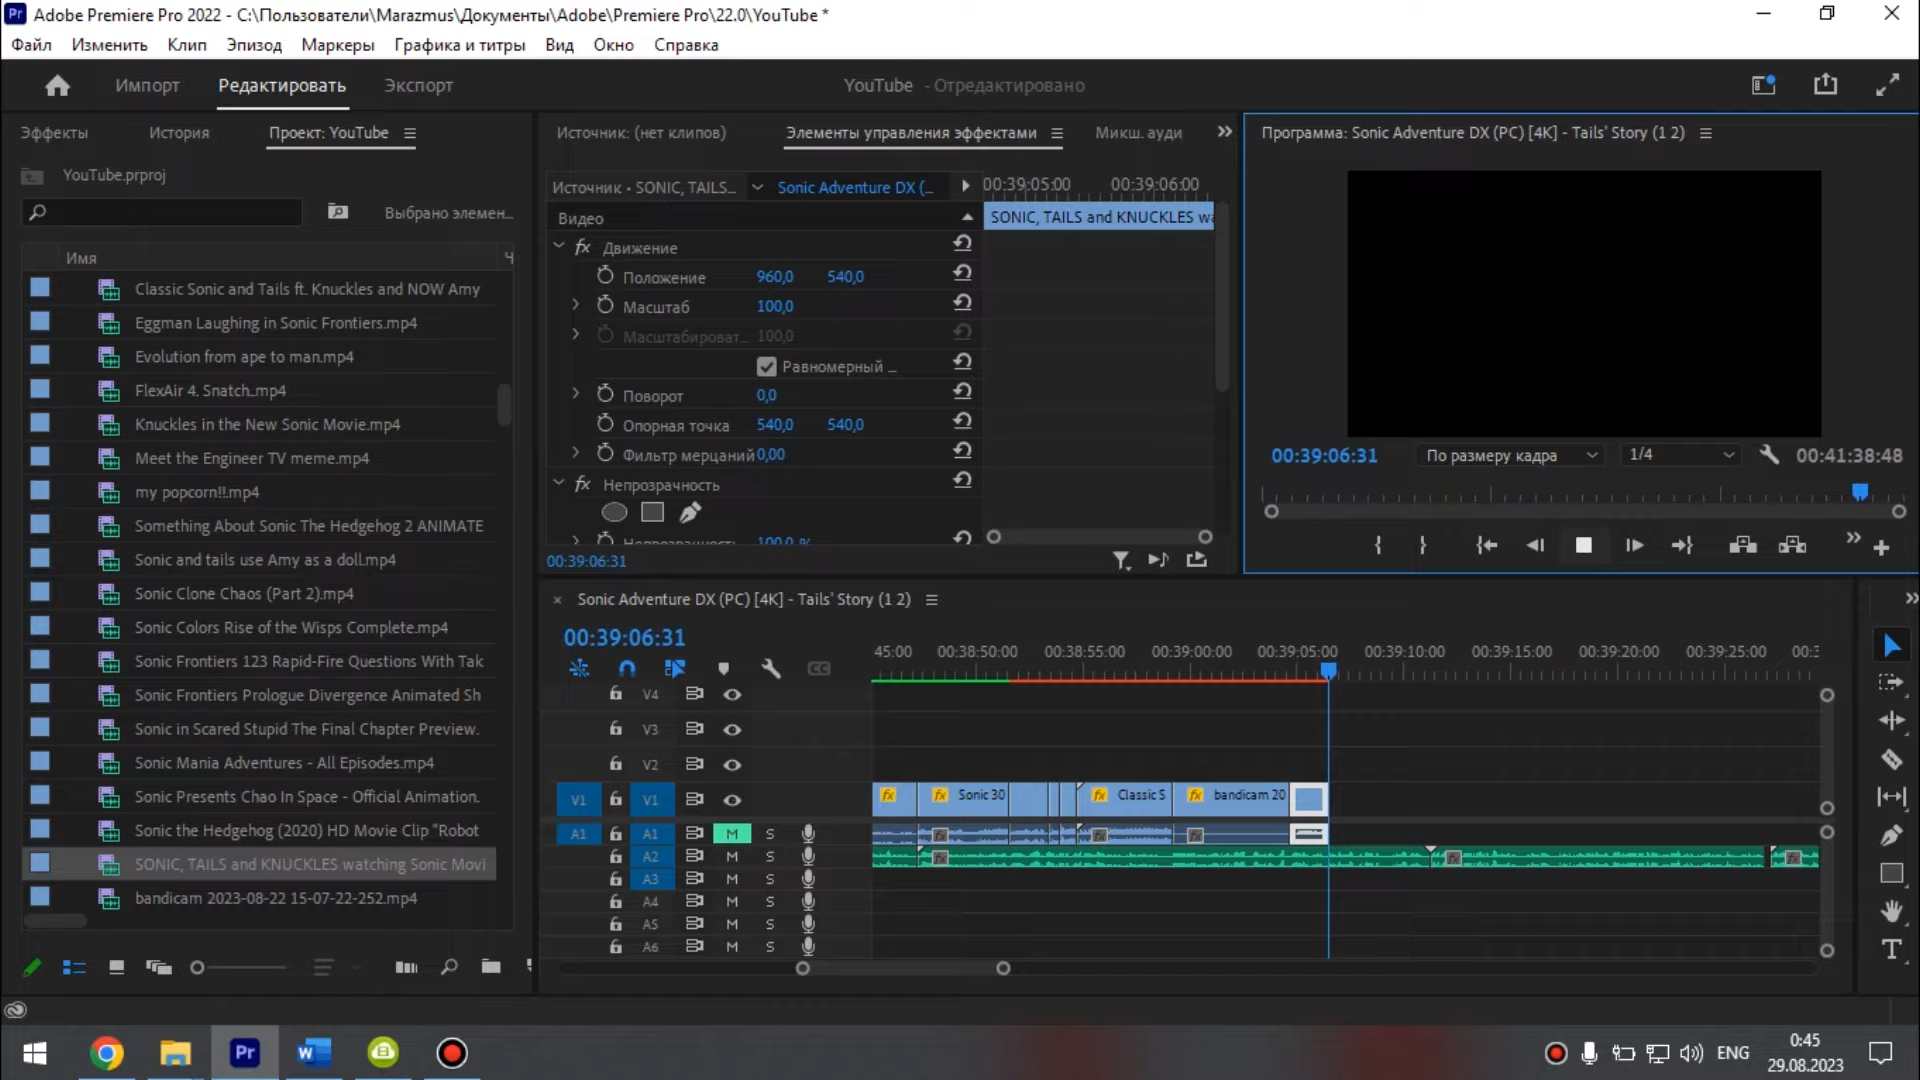 Adobe Premiere Pro 2022 - C:\Пользователи\Marazmus\Документы\Adobe\Premiere Pro\22.0\YouTube *
Файл Изменить Клип Эпизод Маркеры Графика и титры Вид Окно Справка
Импорт Редактировать Экспорт
YouTube - Отредактировано
Эффекты История Проект: YouTube
YouTube.prproj
Выбрано элемен...
Имя
Classic Sonic and Tails ft. Knuckles and NOW Amy
Eggman Laughing in Sonic Frontiers.mp4
Evolution from ape to man.mp4
FlexAir 4. Snatch..mp4
Knuckles in the New Sonic Movie.mp4
Meet the Engineer TV meme.mp4
my popcorn!!.mp4
Something About Sonic The Hedgehog 2 ANIMATE
Sonic and tails use Amy as a doll.mp4
Sonic Clone Chaos (Part 2).mp4
Sonic Colors Rise of the Wisps Complete.mp4
Sonic Frontiers 123 Rapid-Fire Questions With Tak
Sonic Frontiers Prologue Divergence Animated Sh
Sonic in Scared Stupid The Final Chapter Preview.
Sonic Mania Adventures - All Episodes.mp4
Sonic Presents Chao In Space - Official Animation.
Sonic the Hedgehog (2020) HD Movie Clip "Robot
SONIC, TAILS and KNUCKLES watching Sonic Movi
bandicam 2023-08-22 15-07-22-252.mp4
Источник: (нет клипов) Элементы управления эффектами Микш. ауди
Источник • SONIC, TAILS... Sonic Adventure DX (...
00:39:05:00 00:39:06:00
Видео
SONIC, TAILS and KNUCKLES wa
fx Движение
Положение 960,0 540,0
Масштаб 100,0
Масштабироват... 100,0
Равномерный ...
Поворот 0,0
Опорная точка 540,0 540,0
Фильтр мерцаний 0,00
fx Непрозрачность
Непрозрачность 100,0 %
00:39:06:31
Программа: Sonic Adventure DX (PC) [4K] - Tails' Story (1 2)
00:39:06:31 По размеру кадра 1/4 00:41:38:48
Sonic Adventure DX (PC) [4K] - Tails' Story (1 2)
00:39:06:31
45:00 00:38:50:00 00:38:55:00 00:39:00:00 00:39:05:00 00:39:10:00 00:39:15:00 00:39:20:00 00:39:25:00
CC
V4
V3
V2
V1 V1 fx fx Sonic 30 fx Classic S fx bandicam 20
A1 A1 M S
A2 M S
A3 M S
A4 M S
A5 M S
A6 M S
T
Pr
W
ENG
0:45
29.08.2023